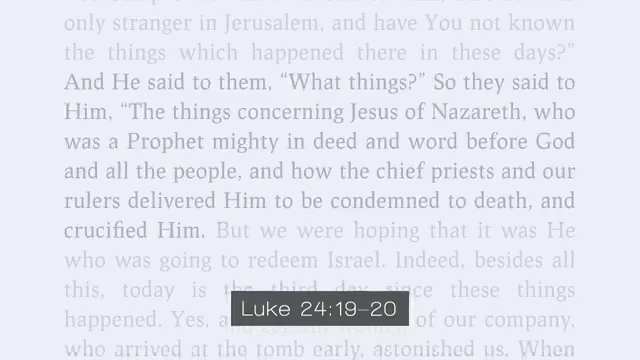 only stranger in Jerusalem, and have You not known
the things which happened there in these days?”
And He said to them, “What things?” So they said to
Him, “The things concerning Jesus of Nazareth, who
was a Prophet mighty in deed and word before God
and all the people, and how the chief priests and our
rulers delivered Him to be condemned to death, and
crucified Him. But we were hoping that it was He
who was going to redeem Israel. Indeed, besides all
this, today is the third day since these things
Luke 24:19–20
happened. Yes, of our company,
who arrived at the tomb early, astonished us. When